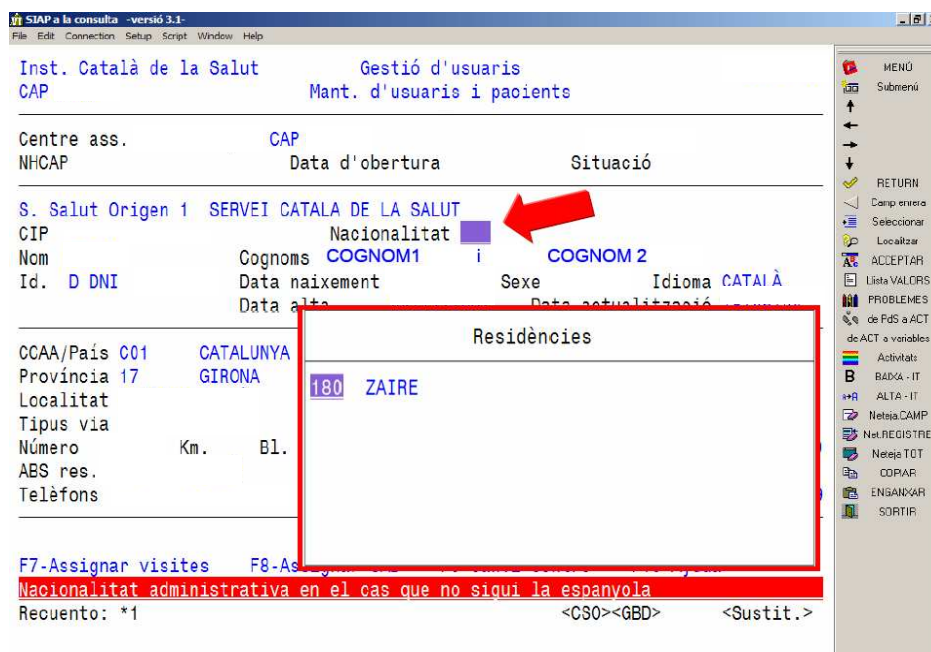 SIAP a la consulta -versió 3.1-
File Edit Connection Setup Script Window Help
Inst. Català de la Salut Gestió d'usuaris
CAP Mant. d'usuaris i pacients
Centre ass. CAP
NHCAP Data d'obertura Situació
S. Salut Origen 1 SERVEI CATALA DE LA SALUT
CIP Nacionalitat
Nom Cognoms COGNOM1 i COGNOM 2
Id. D DNI Data naixement Sexe Idioma CATALÀ
Data alta Data actualització
Residències
CCAA/País C01 CATALUNYA
Província 17 GIRONA
180 ZAIRE
Localitat
Tipus via
Número Km. Bl.
ABS res.
Telèfons
F7-Assignar visites
Nacionalitat administrativa en el cas que no sigui la espanyola
Recuento: *1 <CSO><GBD> <Sustit.>
MENÚ
Submenú
RETURN
Camp enrera
Seleccionar
Localtzar
ACCEPTAR
Llista VALORS
PROBLEMES
de PdS a ACT
de ACT a variables
Activitats
B BAIXA - IT
ALTA - IT
Neteja.CAMP
Net.REGISTRE
Neteja TOT
COPIAR
ENGANXAR
SORTIR